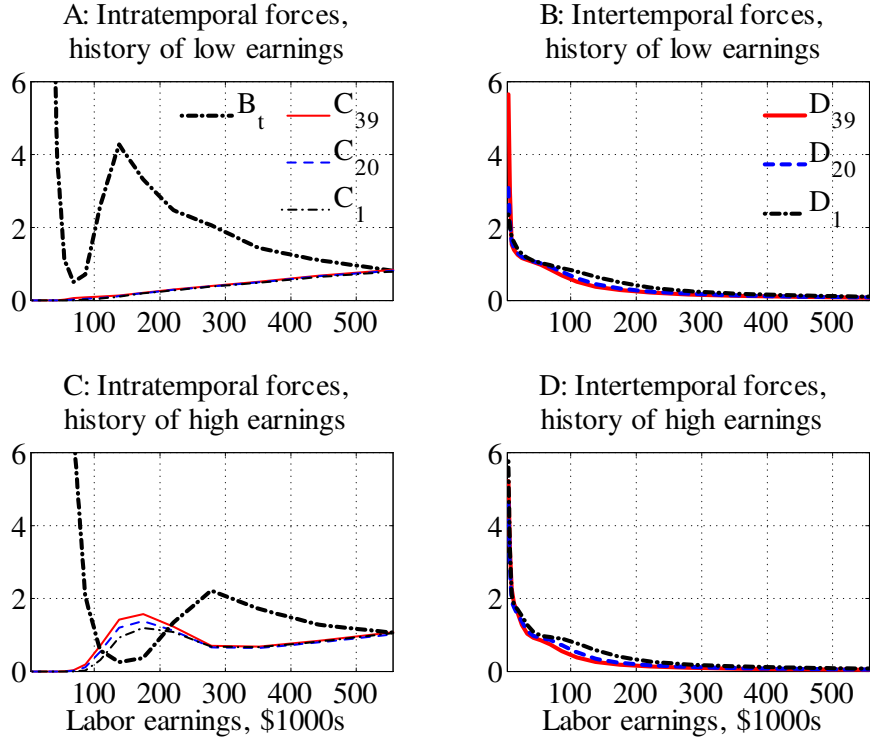 A: Intratemporal forces,
history of low earnings
6
4
2
0
B_t
C_39
C_20
C_1
100 200 300 400 500
B: Intertemporal forces,
history of low earnings
6
4
2
0
D_39
D_20
D_1
100 200 300 400 500
C: Intratemporal forces,
history of high earnings
6
4
2
0
100 200 300 400 500
Labor earnings, $1000s
D: Intertemporal forces,
history of high earnings
6
4
2
0
100 200 300 400 500
Labor earnings, $1000s